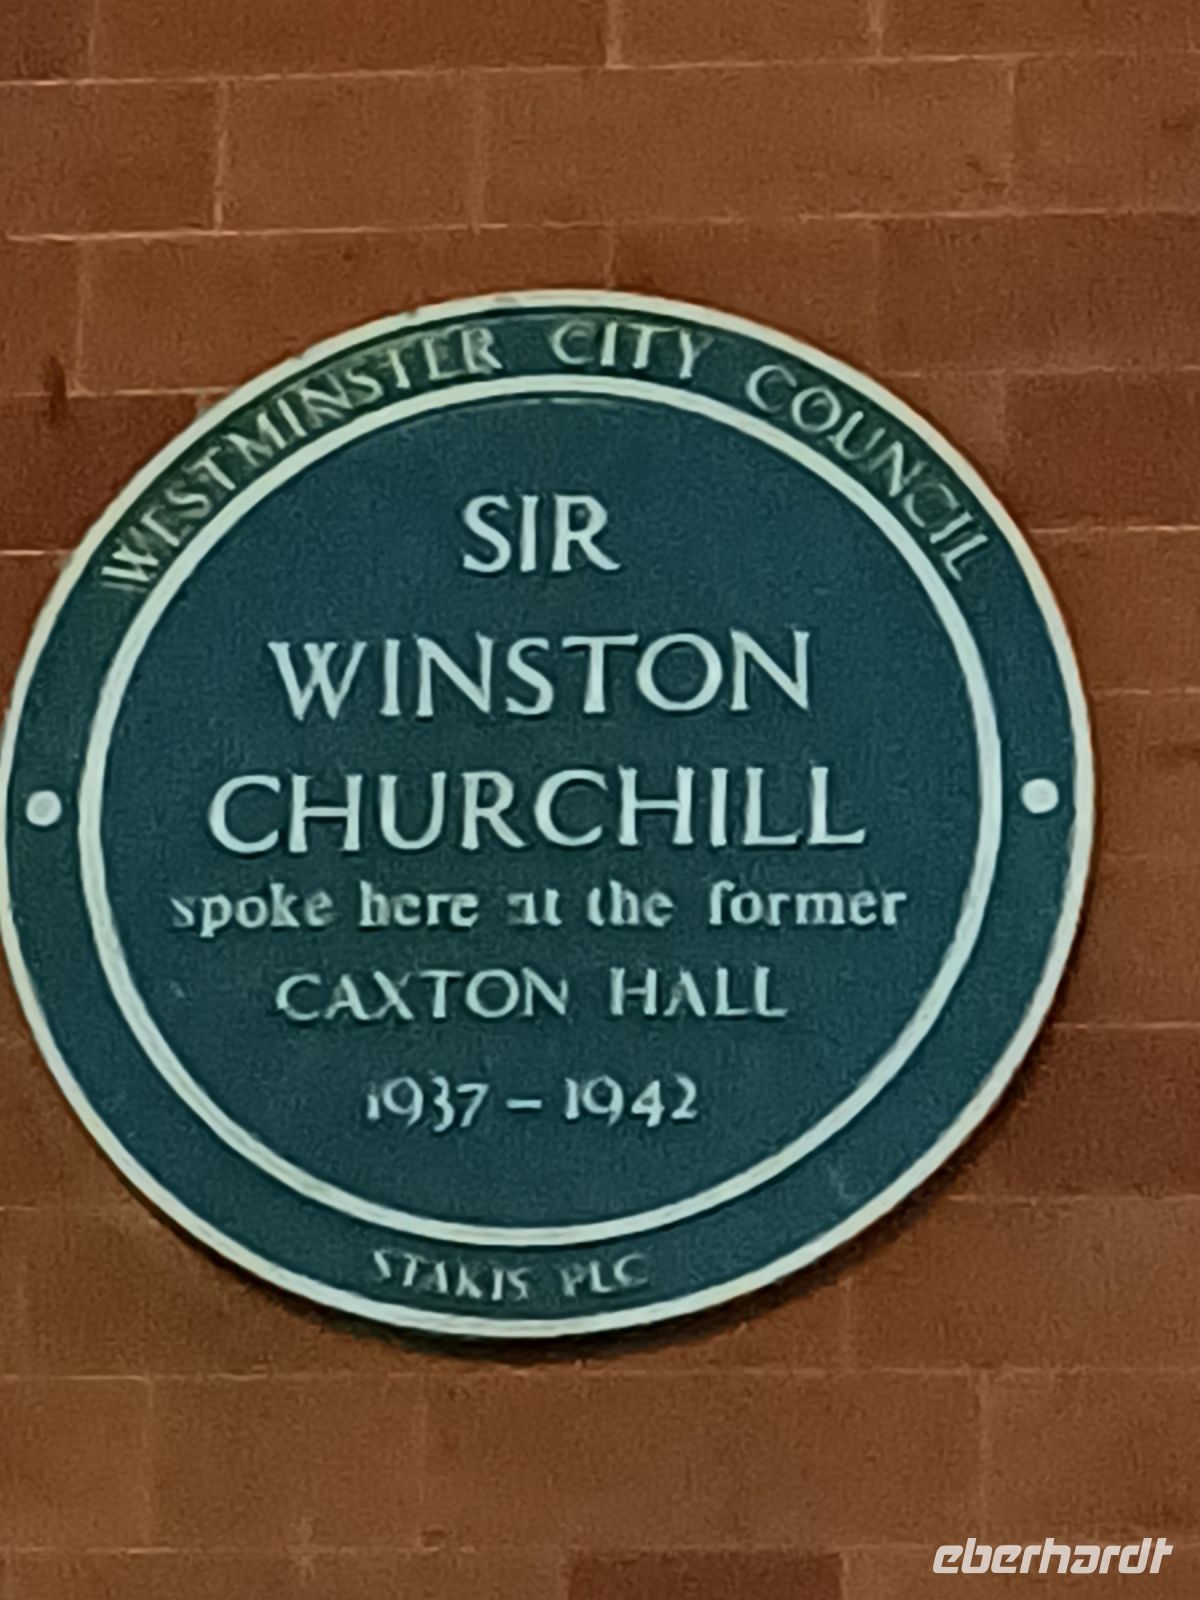 WESTMINSTER CITY COUNCIL
SIR
WINSTON
CHURCHILL
spoke here at the former
CAXTON HALL
1937 – 1942
STAKIS PLC
eberhardt